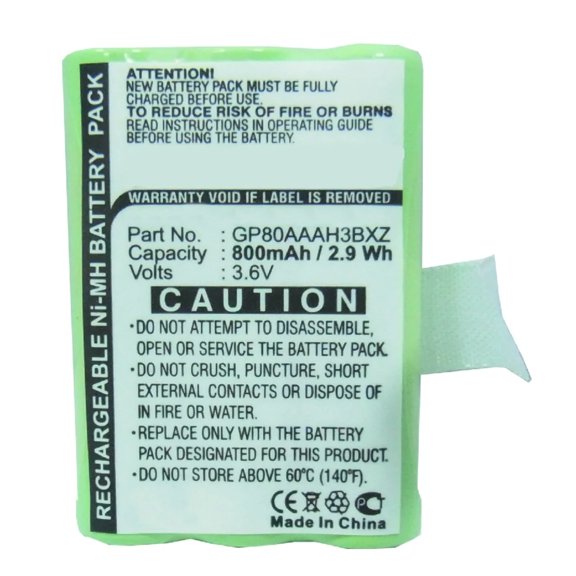 RECHARGEABLE Ni-MH BATTERY PACK
ATTENTION!
NEW BATTERY PACK MUST BE FULLY
CHARGED BEFORE BEING USED.
TO REDUCE RISK OF FIRE OR BURNS
READ INSTRUCTIONS IN OPERATING GUIDE
BEFORE USING THE BATTERY.
WARRANTY VOID IF LABEL IS REMOVED
Part No. : GP80AAAH3BXZ
Capacity: 800mAh / 2.9 Wh
Volts : 3.6V
CAUTION
•DO NOT ATTEMPT TO DISASSEMBLE,
OPEN OR SERVICE THE BATTERY PACK.
•DO NOT CRUSH, PUNCTURE, SHORT
EXTERNAL CONTACTS OR DISPOSE OF
IN FIRE OR WATER.
•REPLACE ONLY WITH THE BATTERY
PACK DESIGNATED FOR THIS PRODUCT.
•DO NOT STORE ABOVE 60℃ (140℉).
CE
Made In China